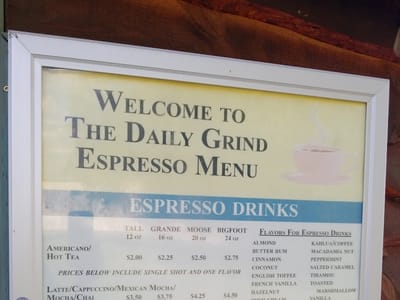 WELCOME TO
THE DAILY GRIND
ESPRESSO MENU
ESPRESSO DRINKS
TALL GRANDE MOOSE BIGFOOT
12 oz 16 oz 20 oz 24 oz
AMERICANO/
HOT TEA $2.00 $2.25 $2.50 $2.75
PRICES BELOW INCLUDE SINGLE SHOT AND ONE FLAVOR
LATTE/CAPPUCCINO/MEXICAN MOCHA/
MOCHA/CHAI $3.50 $3.75 $4.25 $4.50
FLAVORS FOR ESPRESSO DRINKS
ALMOND KAHLUA/COFFEE
BUTTER RUM MACADAMIA NUT
CINNAMON PEPPERMINT
COCONUT SALTED CARAMEL
ENGLISH TOFFEE TIRAMISU
FRENCH VANILLA TOASTED
HAZELNUT MARSHMALLOW
VANILLA